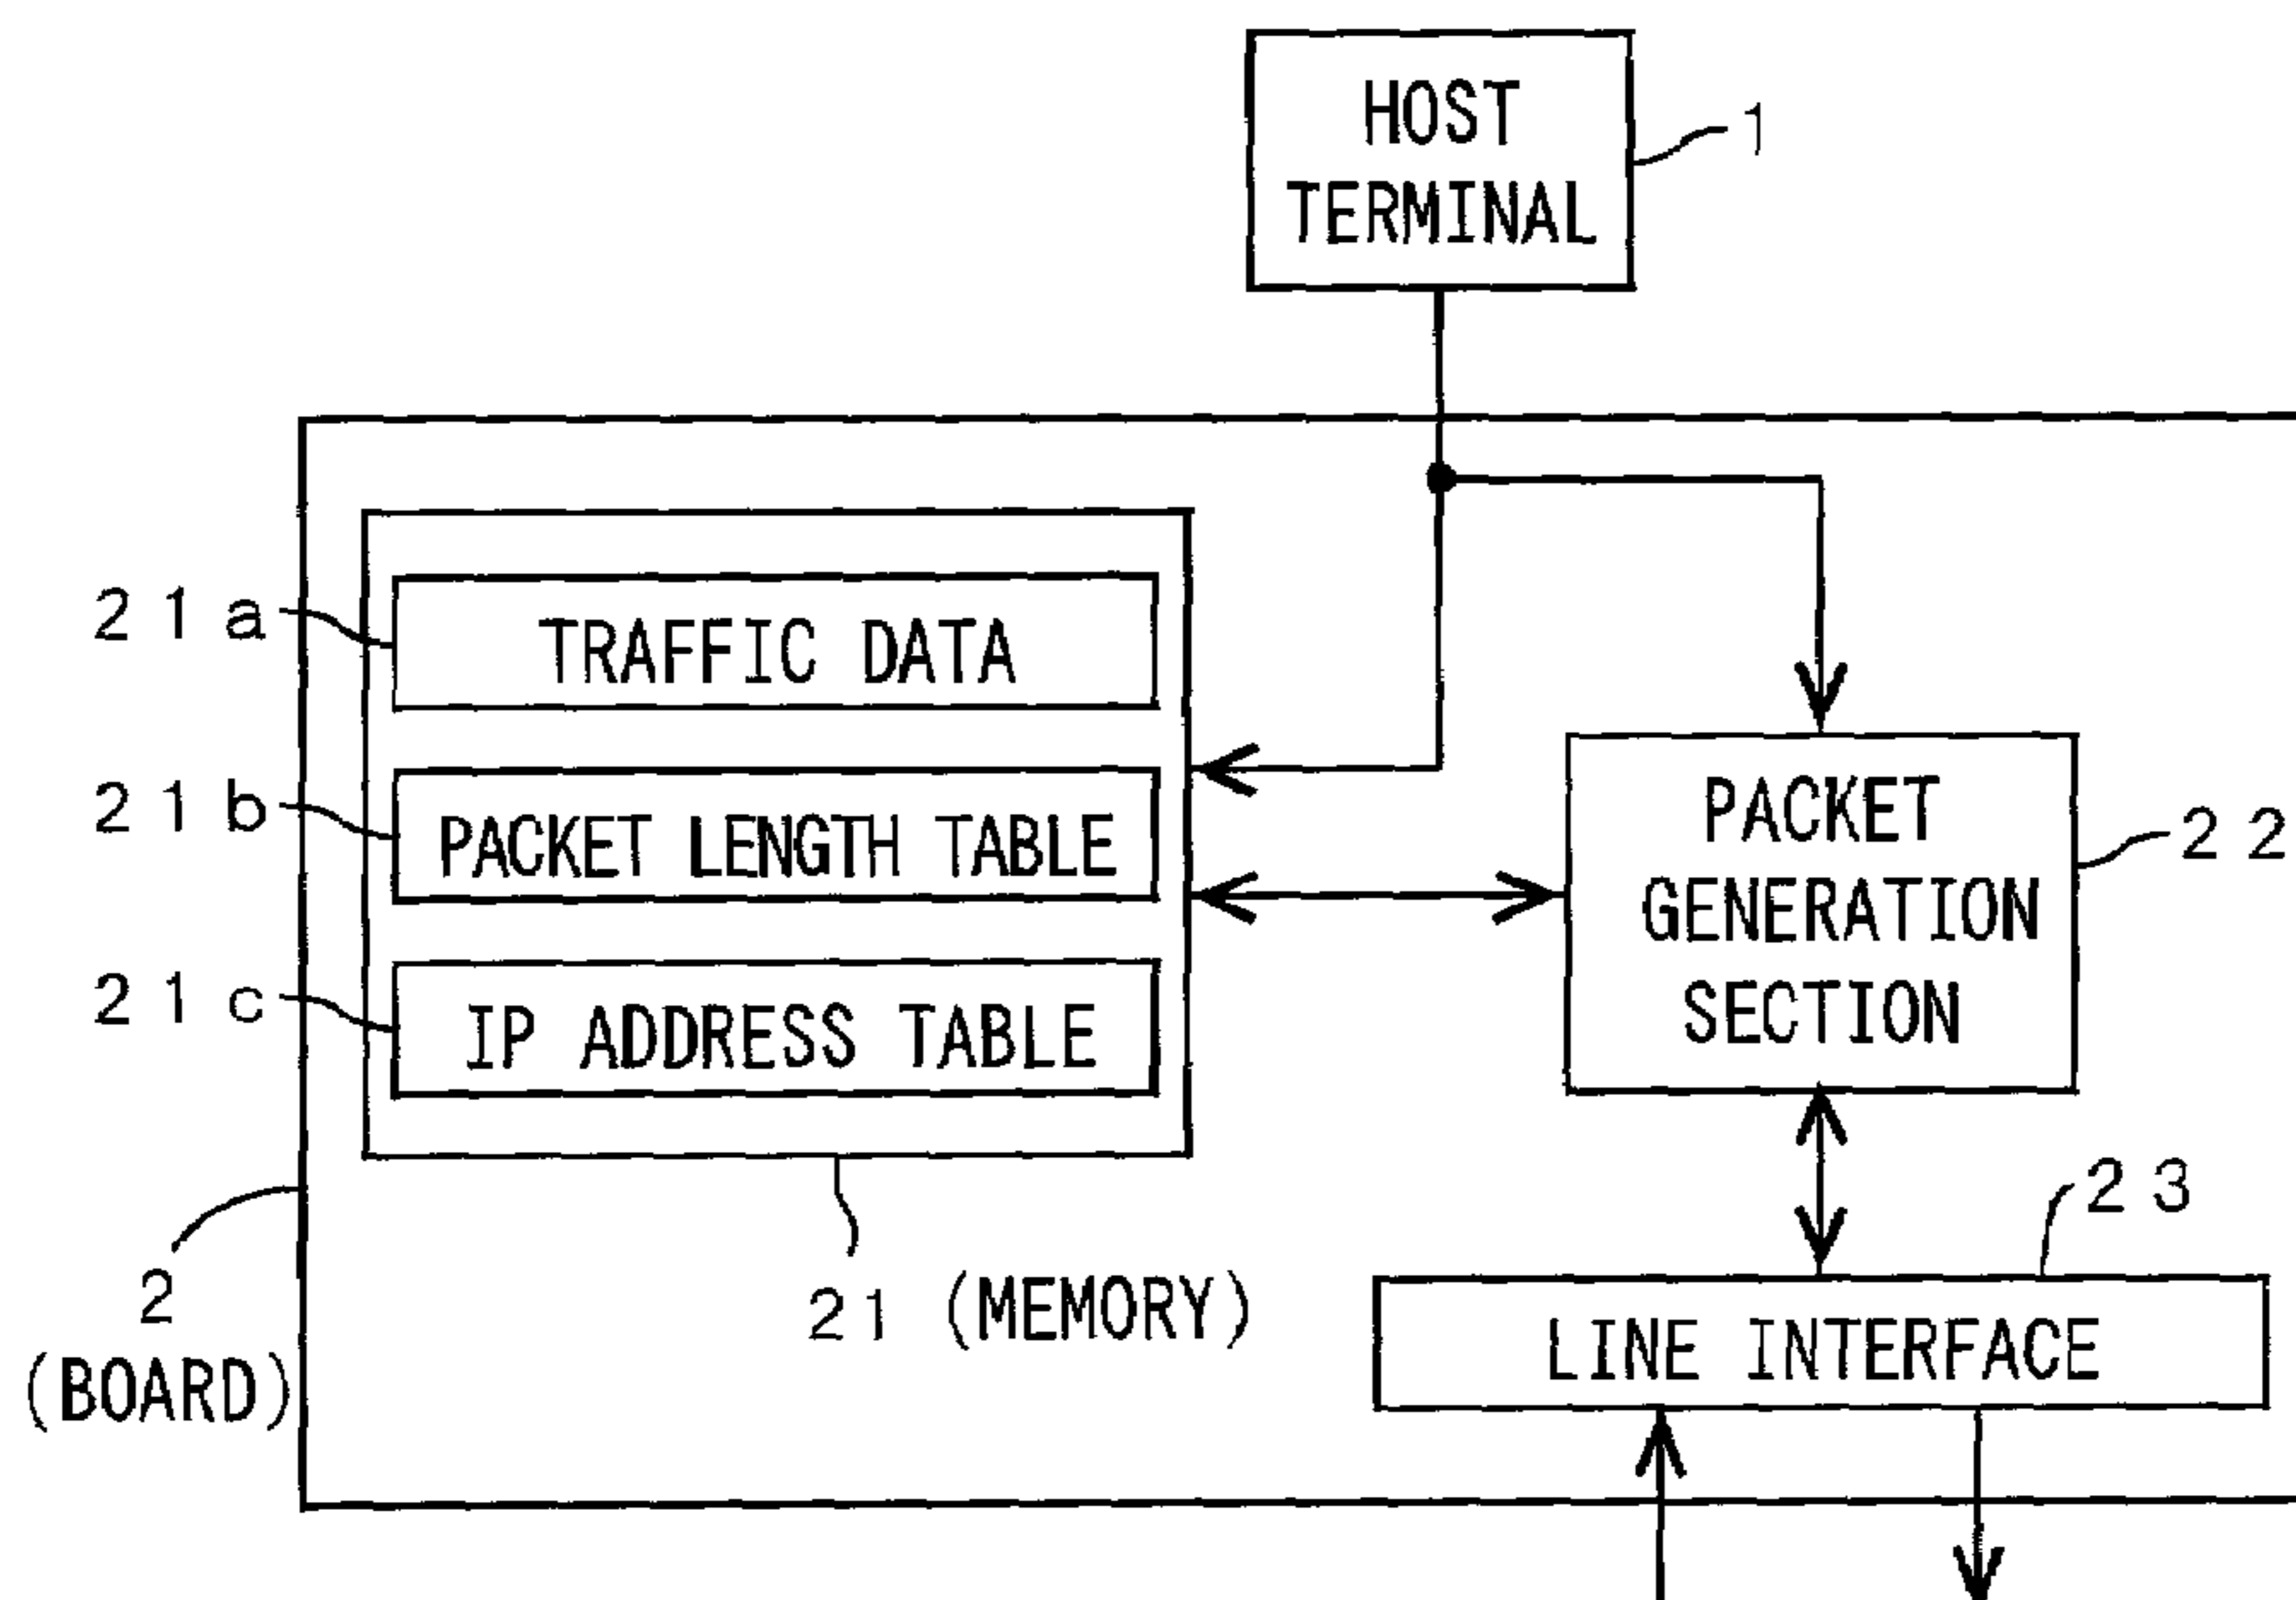 HOST
TERMINAL
1
21a
TRAFFIC DATA
21b
PACKET LENGTH TABLE
21c
IP ADDRESS TABLE
PACKET
GENERATION
SECTION
22
23
2
(BOARD)
21 (MEMORY)
LINE INTERFACE